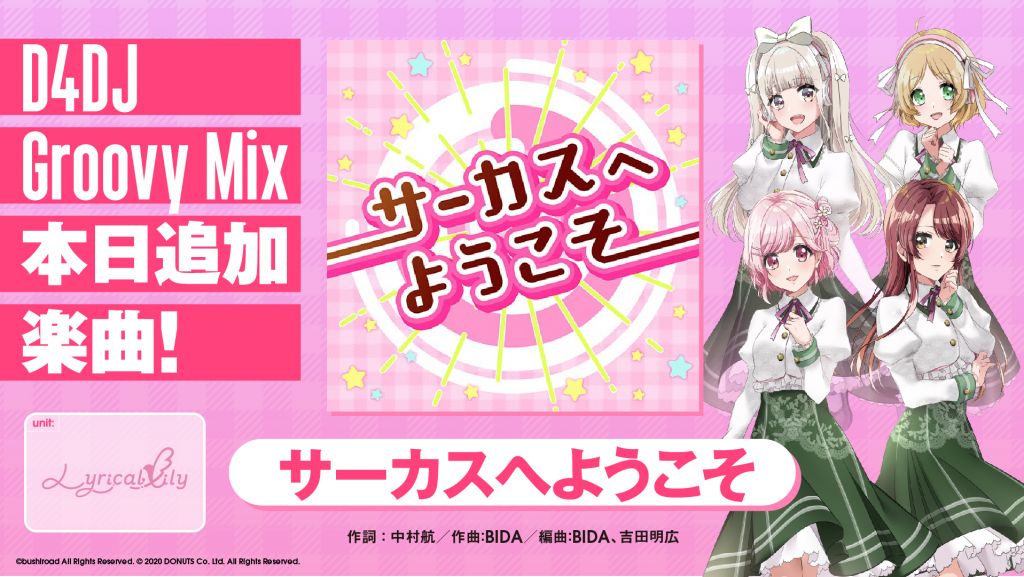 D4DJ
Groovy Mix
本日追加
楽曲!
サーカスへ
ようこそ
unit:
Lyrical Lily
サーカスへようこそ
作詞:中村航/作曲:BIDA/編曲:BIDA、吉田明広
©bushiroad All Rights Reserved. © 2020 DONUTS Co. Ltd. All Rights Reserved.